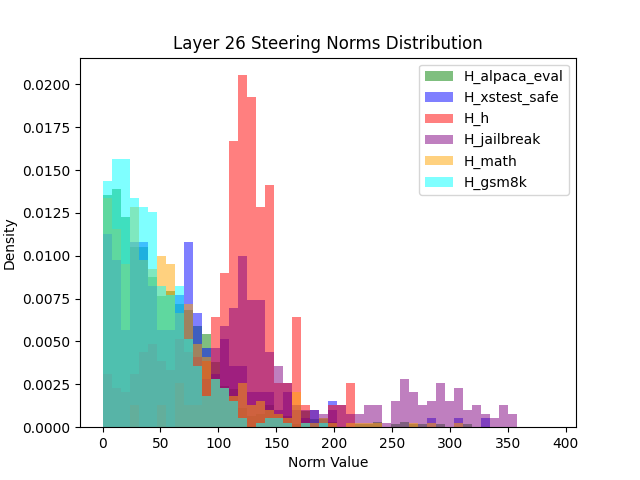 Layer 26 Steering Norms Distribution
H_alpaca_eval
H_xstest_safe
H_h
H_jailbreak
H_math
H_gsm8k
Density
0.0200
0.0175
0.0150
0.0125
0.0100
0.0075
0.0050
0.0025
0.0000
0 50 100 150 200 250 300 350 400
Norm Value